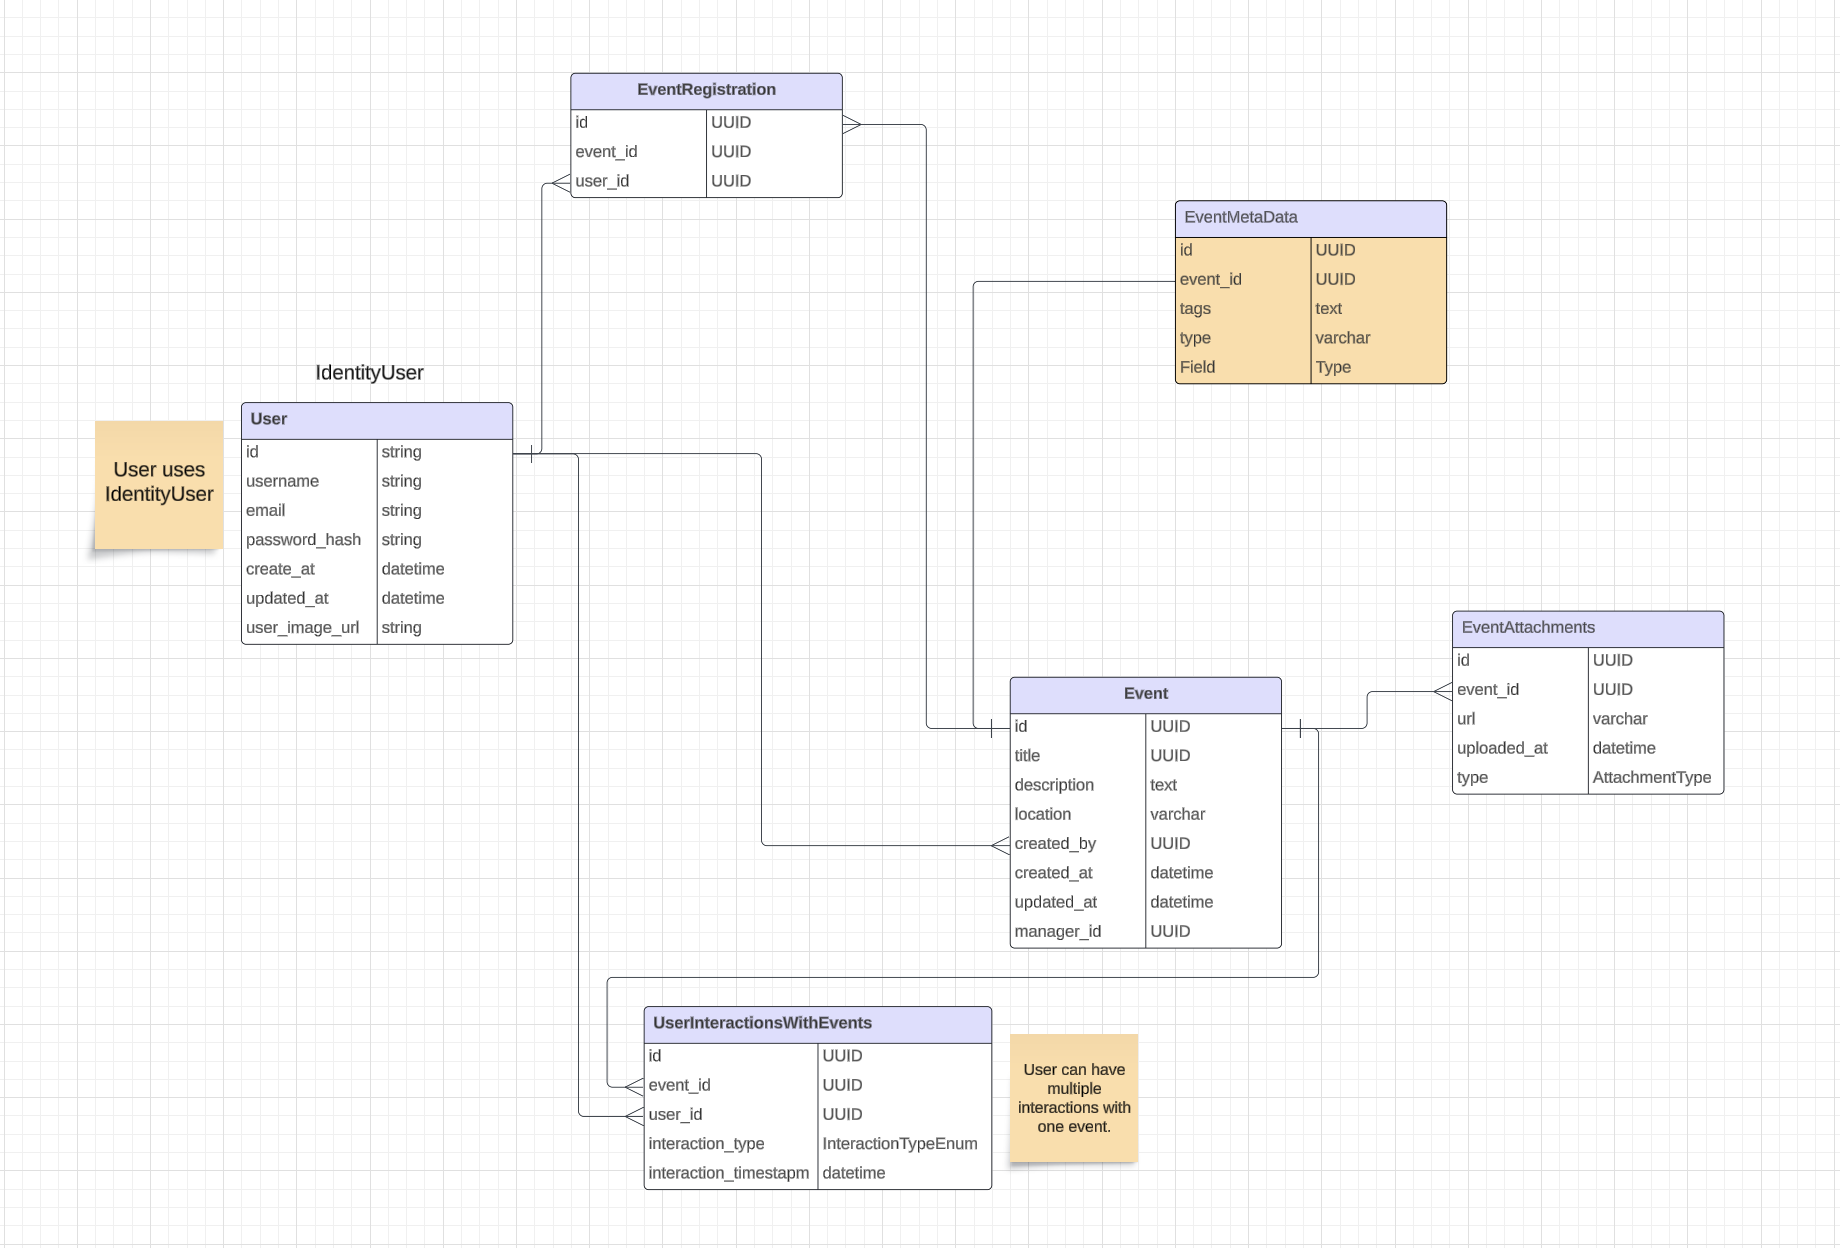 EventRegistration
id UUID
event_id UUID
user_id UUID
EventMetaData
id UUID
event_id UUID
tags text
type varchar
Field Type
IdentityUser
User uses
IdentityUser
User
id string
username string
email string
password_hash string
create_at datetime
updated_at datetime
user_image_url string
EventAttachments
id UUID
event_id UUID
url varchar
uploaded_at datetime
type AttachmentType
Event
id UUID
title UUID
description text
location varchar
created_by UUID
created_at datetime
updated_at datetime
manager_id UUID
UserInteractionsWithEvents
id UUID
event_id UUID
user_id UUID
interaction_type InteractionTypeEnum
interaction_timestapm datetime
User can have
multiple
interactions with
one event.